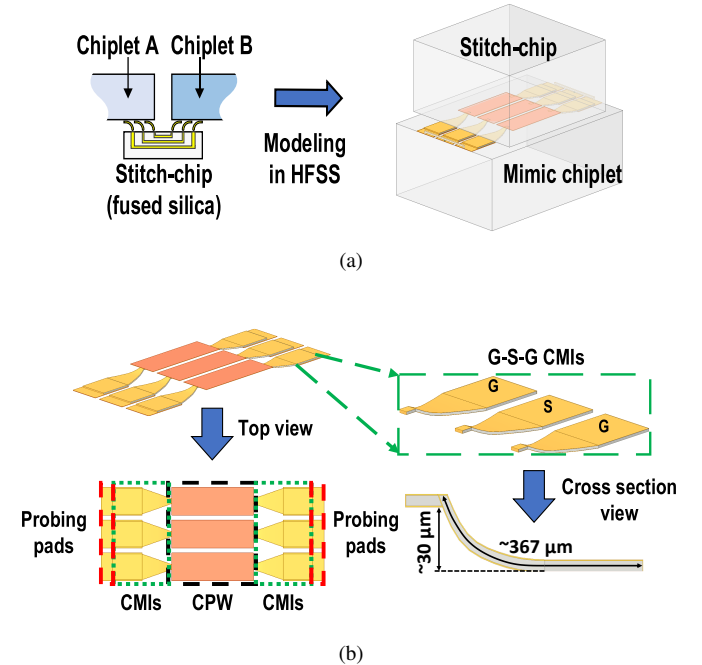 Chiplet A Chiplet B
Stitch-chip
(fused silica)
Modeling
in HFSS
Stitch-chip
Mimic chiplet
(a)
G-S-G CMIs
G
S
G
Top view
Cross section
view
Probing
pads
Probing
pads
CMIs CPW CMIs
~30 μm
~367 μm
(b)